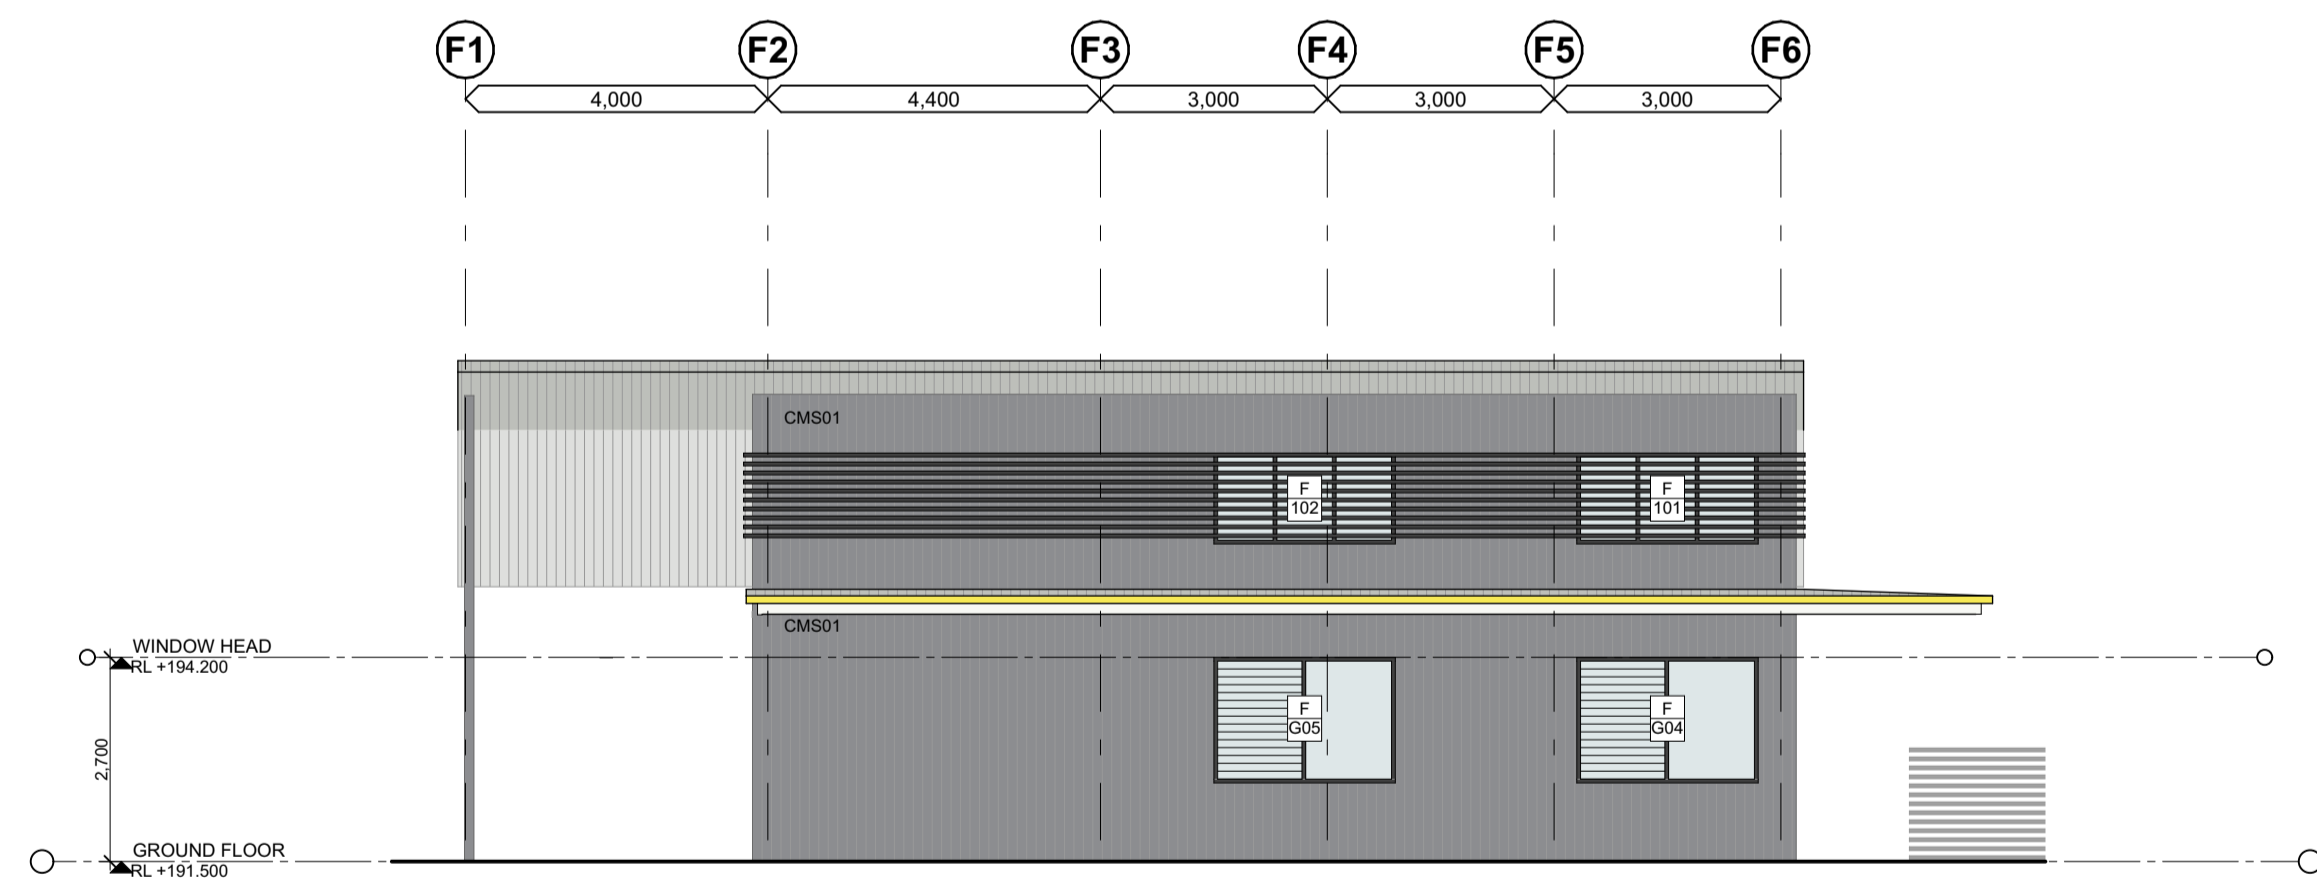 F1 F2 F3 F4 F5 F6
4,000 4,400 3,000 3,000 3,000
CMS01
F
102
F
101
CMS01
WINDOW HEAD
RL +194.200
F
G05
F
G04
2,700
GROUND FLOOR
RL +191.500